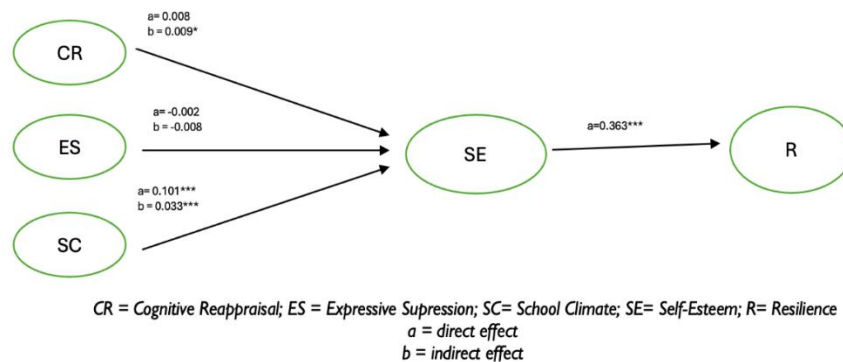 a= 0.008
b = 0.009*
CR
a= -0.002
b = -0.008
ES
SE
a=0.363***
R
a= 0.101***
b = 0.033***
SC
CR = Cognitive Reappraisal; ES = Expressive Supression; SC= School Climate; SE= Self-Esteem; R= Resilience
a = direct effect
b = indirect effect